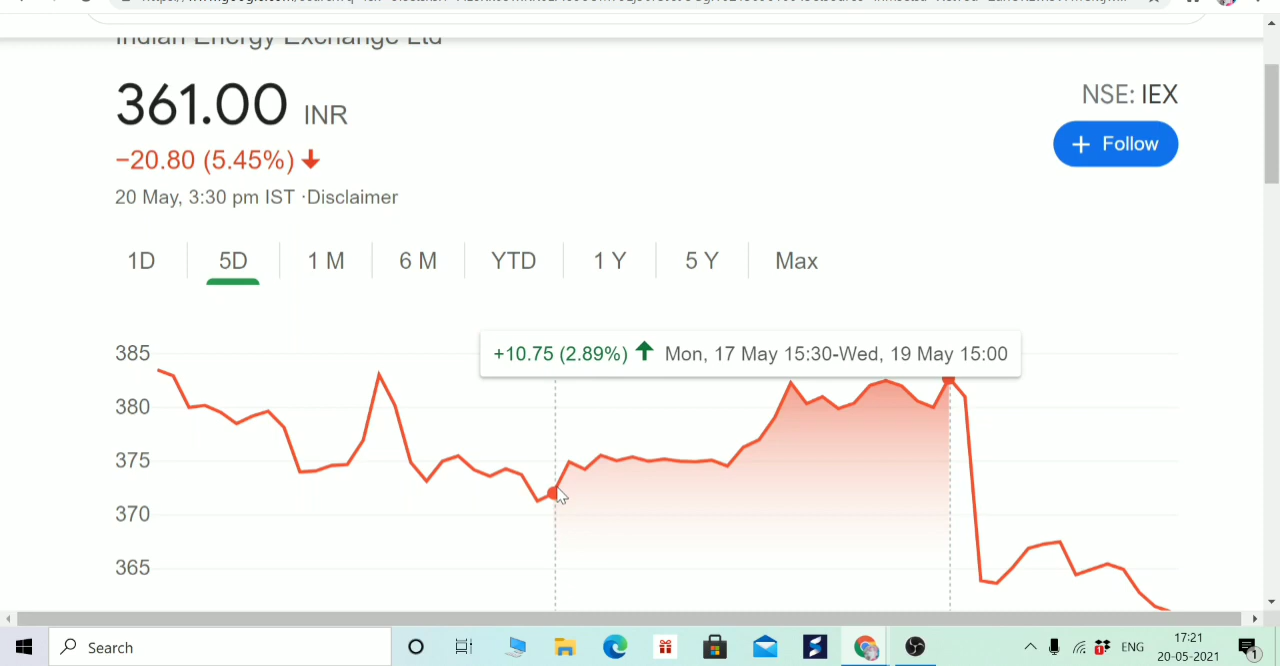 Indian Energy Exchange Ltd
361.00 INR
NSE: IEX
+ Follow
−20.80 (5.45%)
20 May, 3:30 pm IST ·Disclaimer
1D 5D 1 M 6 M YTD 1 Y 5 Y Max
+10.75 (2.89%) Mon, 17 May 15:30-Wed, 19 May 15:00
385
380
375
370
365
Search
ENG
17:21
20-05-2021
1